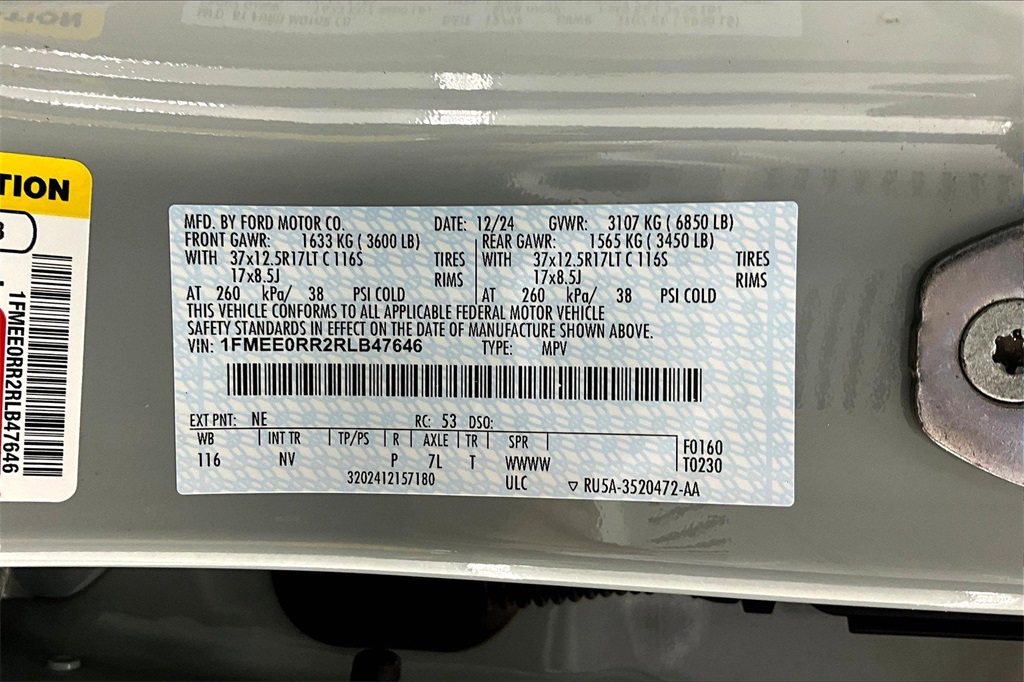 TION
1FMEE0RR2RLB47646
MFD. BY FORD MOTOR CO. DATE: 12/24 GVWR: 3107 KG ( 6850 LB)
FRONT GAWR: 1633 KG ( 3600 LB) REAR GAWR: 1565 KG ( 3450 LB)
WITH 37x12.5R17LT C 116S TIRES WITH 37x12.5R17LT C 116S TIRES
17x8.5J RIMS 17x8.5J RIMS
AT 260 kPa/ 38 PSI COLD AT 260 kPa/ 38 PSI COLD
THIS VEHICLE CONFORMS TO ALL APPLICABLE FEDERAL MOTOR VEHICLE
SAFETY STANDARDS IN EFFECT ON THE DATE OF MANUFACTURE SHOWN ABOVE.
VIN: 1FMEE0RR2RLB47646 TYPE: MPV
EXT PNT: NE RC: 53 DSO:
WB INT TR TP/PS R AXLE TR SPR F0160
116 NV P 7L T WWWW T0230
3202412157180 ULC ▽ RU5A-3520472-AA